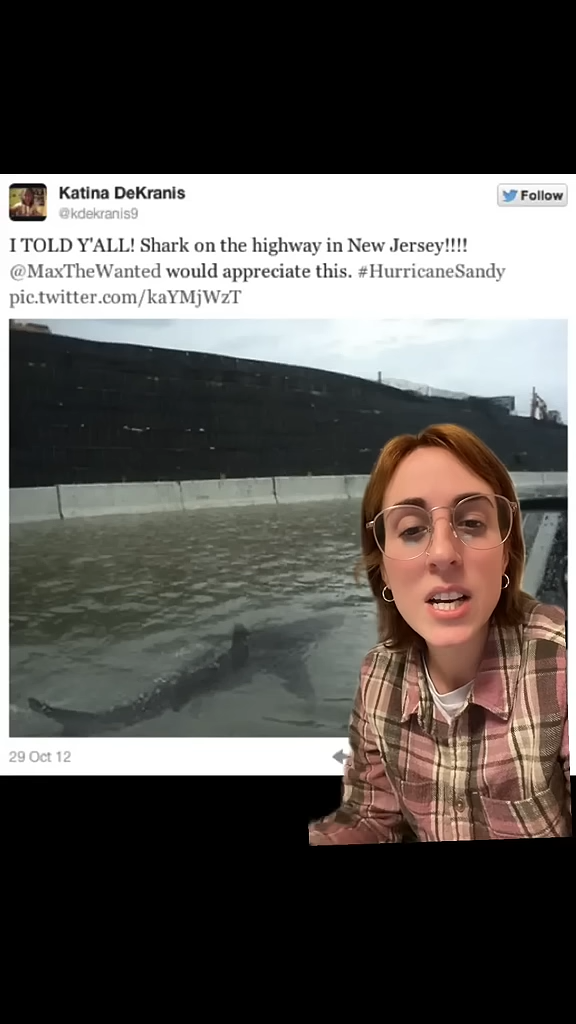 Katina DeKranis
@kdekranis9
Follow
I TOLD Y'ALL! Shark on the highway in New Jersey!!!!
@MaxTheWanted would appreciate this. #HurricaneSandy
pic.twitter.com/kaYMjWzT
29 Oct 12